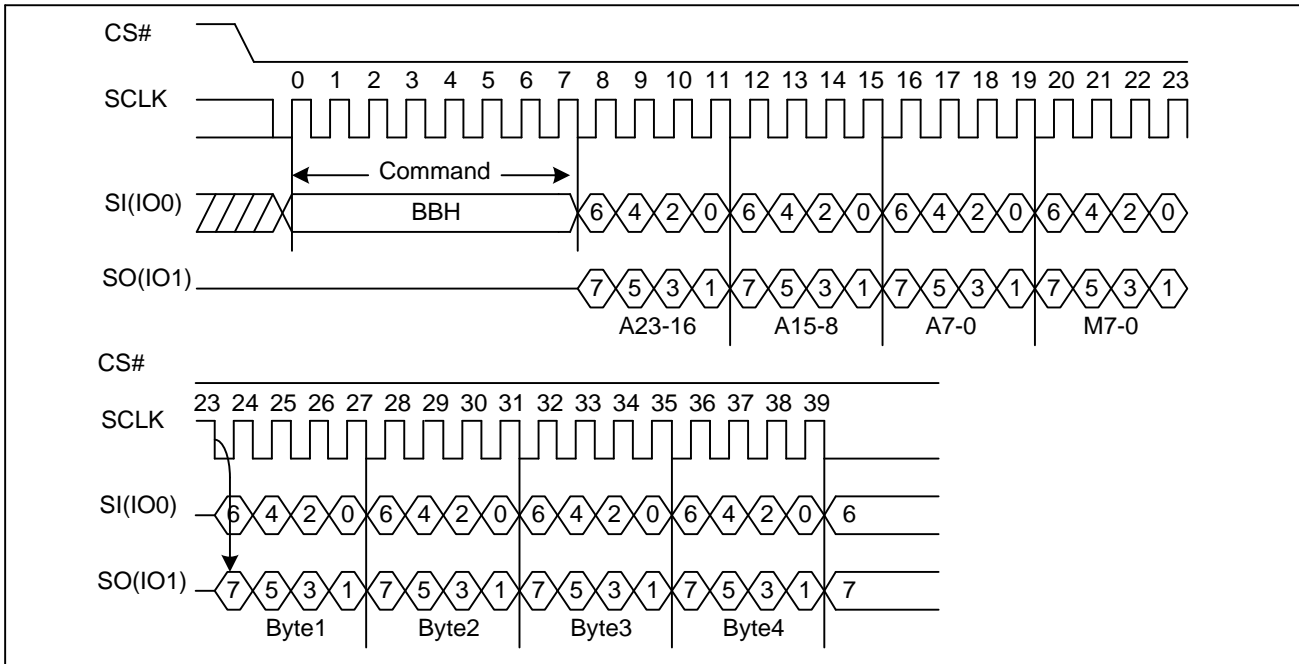 CS#
0 1 2 3 4 5 6 7 8 9 10 11 12 13 14 15 16 17 18 19 20 21 22 23
SCLK
Command
SI(IO0) BBH 6 4 2 0 6 4 2 0 6 4 2 0 6 4 2 0
SO(IO1) 7 5 3 1 7 5 3 1 7 5 3 1 7 5 3 1
A23-16 A15-8 A7-0 M7-0
CS#
23 24 25 26 27 28 29 30 31 32 33 34 35 36 37 38 39
SCLK
SI(IO0) 6 4 2 0 6 4 2 0 6 4 2 0 6 4 2 0 6
SO(IO1) 7 5 3 1 7 5 3 1 7 5 3 1 7 5 3 1 7
Byte1 Byte2 Byte3 Byte4